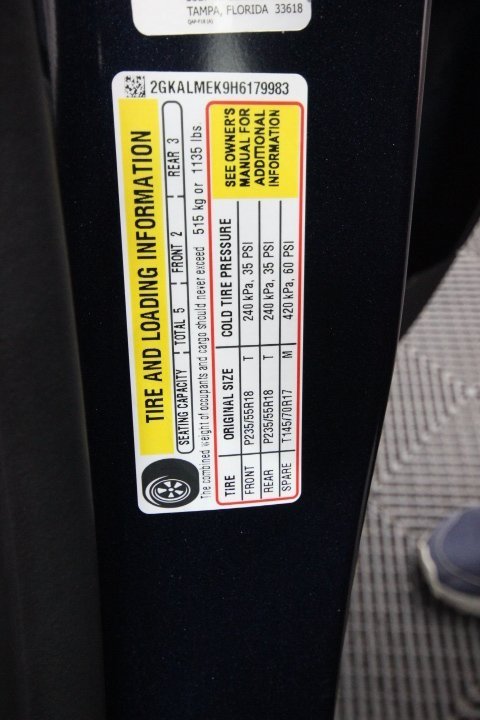 TAMPA, FLORIDA 33618
2GKALMEK9H6179983
TIRE AND LOADING INFORMATION
SEATING CAPACITY TOTAL 5 FRONT 2 REAR 3
The combined weight of occupants and cargo should never exceed 515 kg or 1135 lbs
TIRE ORIGINAL SIZE COLD TIRE PRESSURE
FRONT P235/55R18 T 240 kPa, 35 PSI
REAR P235/55R18 T 240 kPa, 35 PSI
SPARE T145/70R17 M 420 kPa, 60 PSI
SEE OWNER'S
MANUAL FOR
ADDITIONAL
INFORMATION